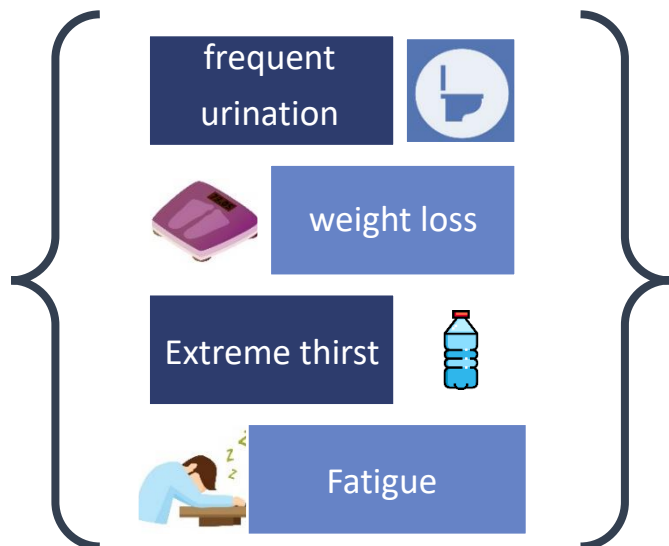 frequent
urination
weight loss
Extreme thirst
Fatigue
z
z
z